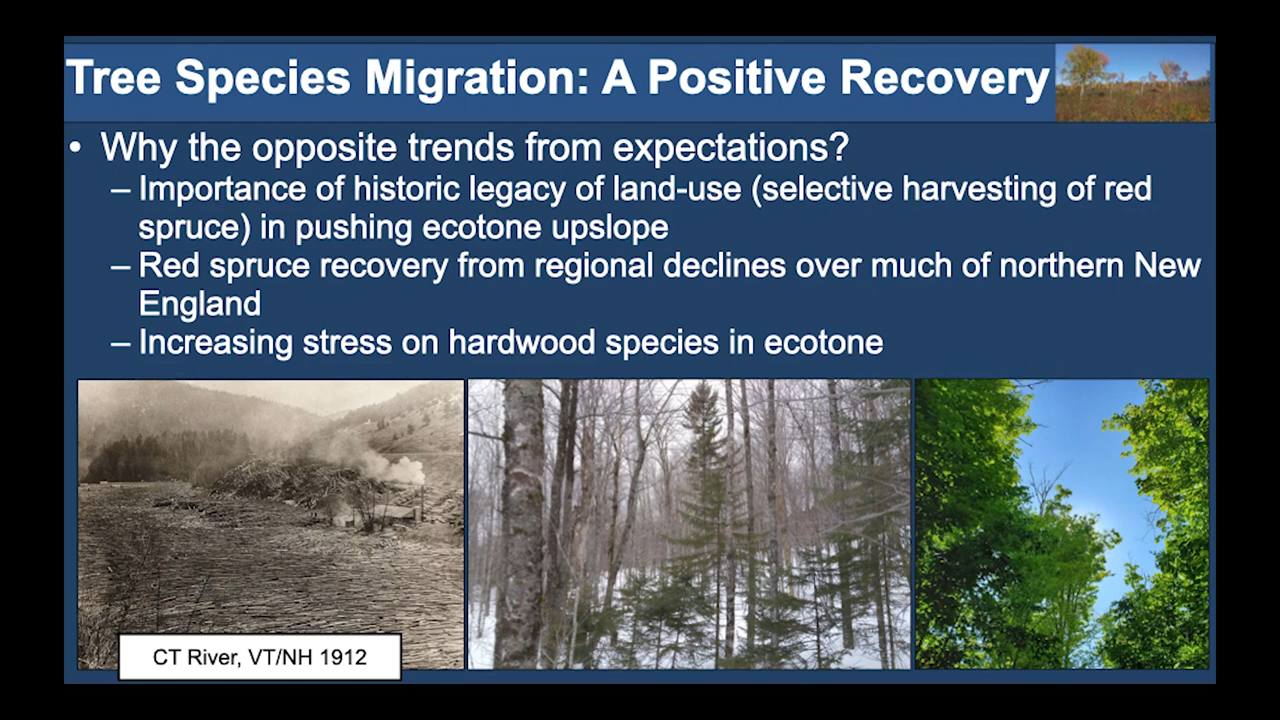 Tree Species Migration: A Positive Recovery
• Why the opposite trends from expectations?
– Importance of historic legacy of land-use (selective harvesting of red
spruce) in pushing ecotone upslope
– Red spruce recovery from regional declines over much of northern New
England
– Increasing stress on hardwood species in ecotone
CT River, VT/NH 1912